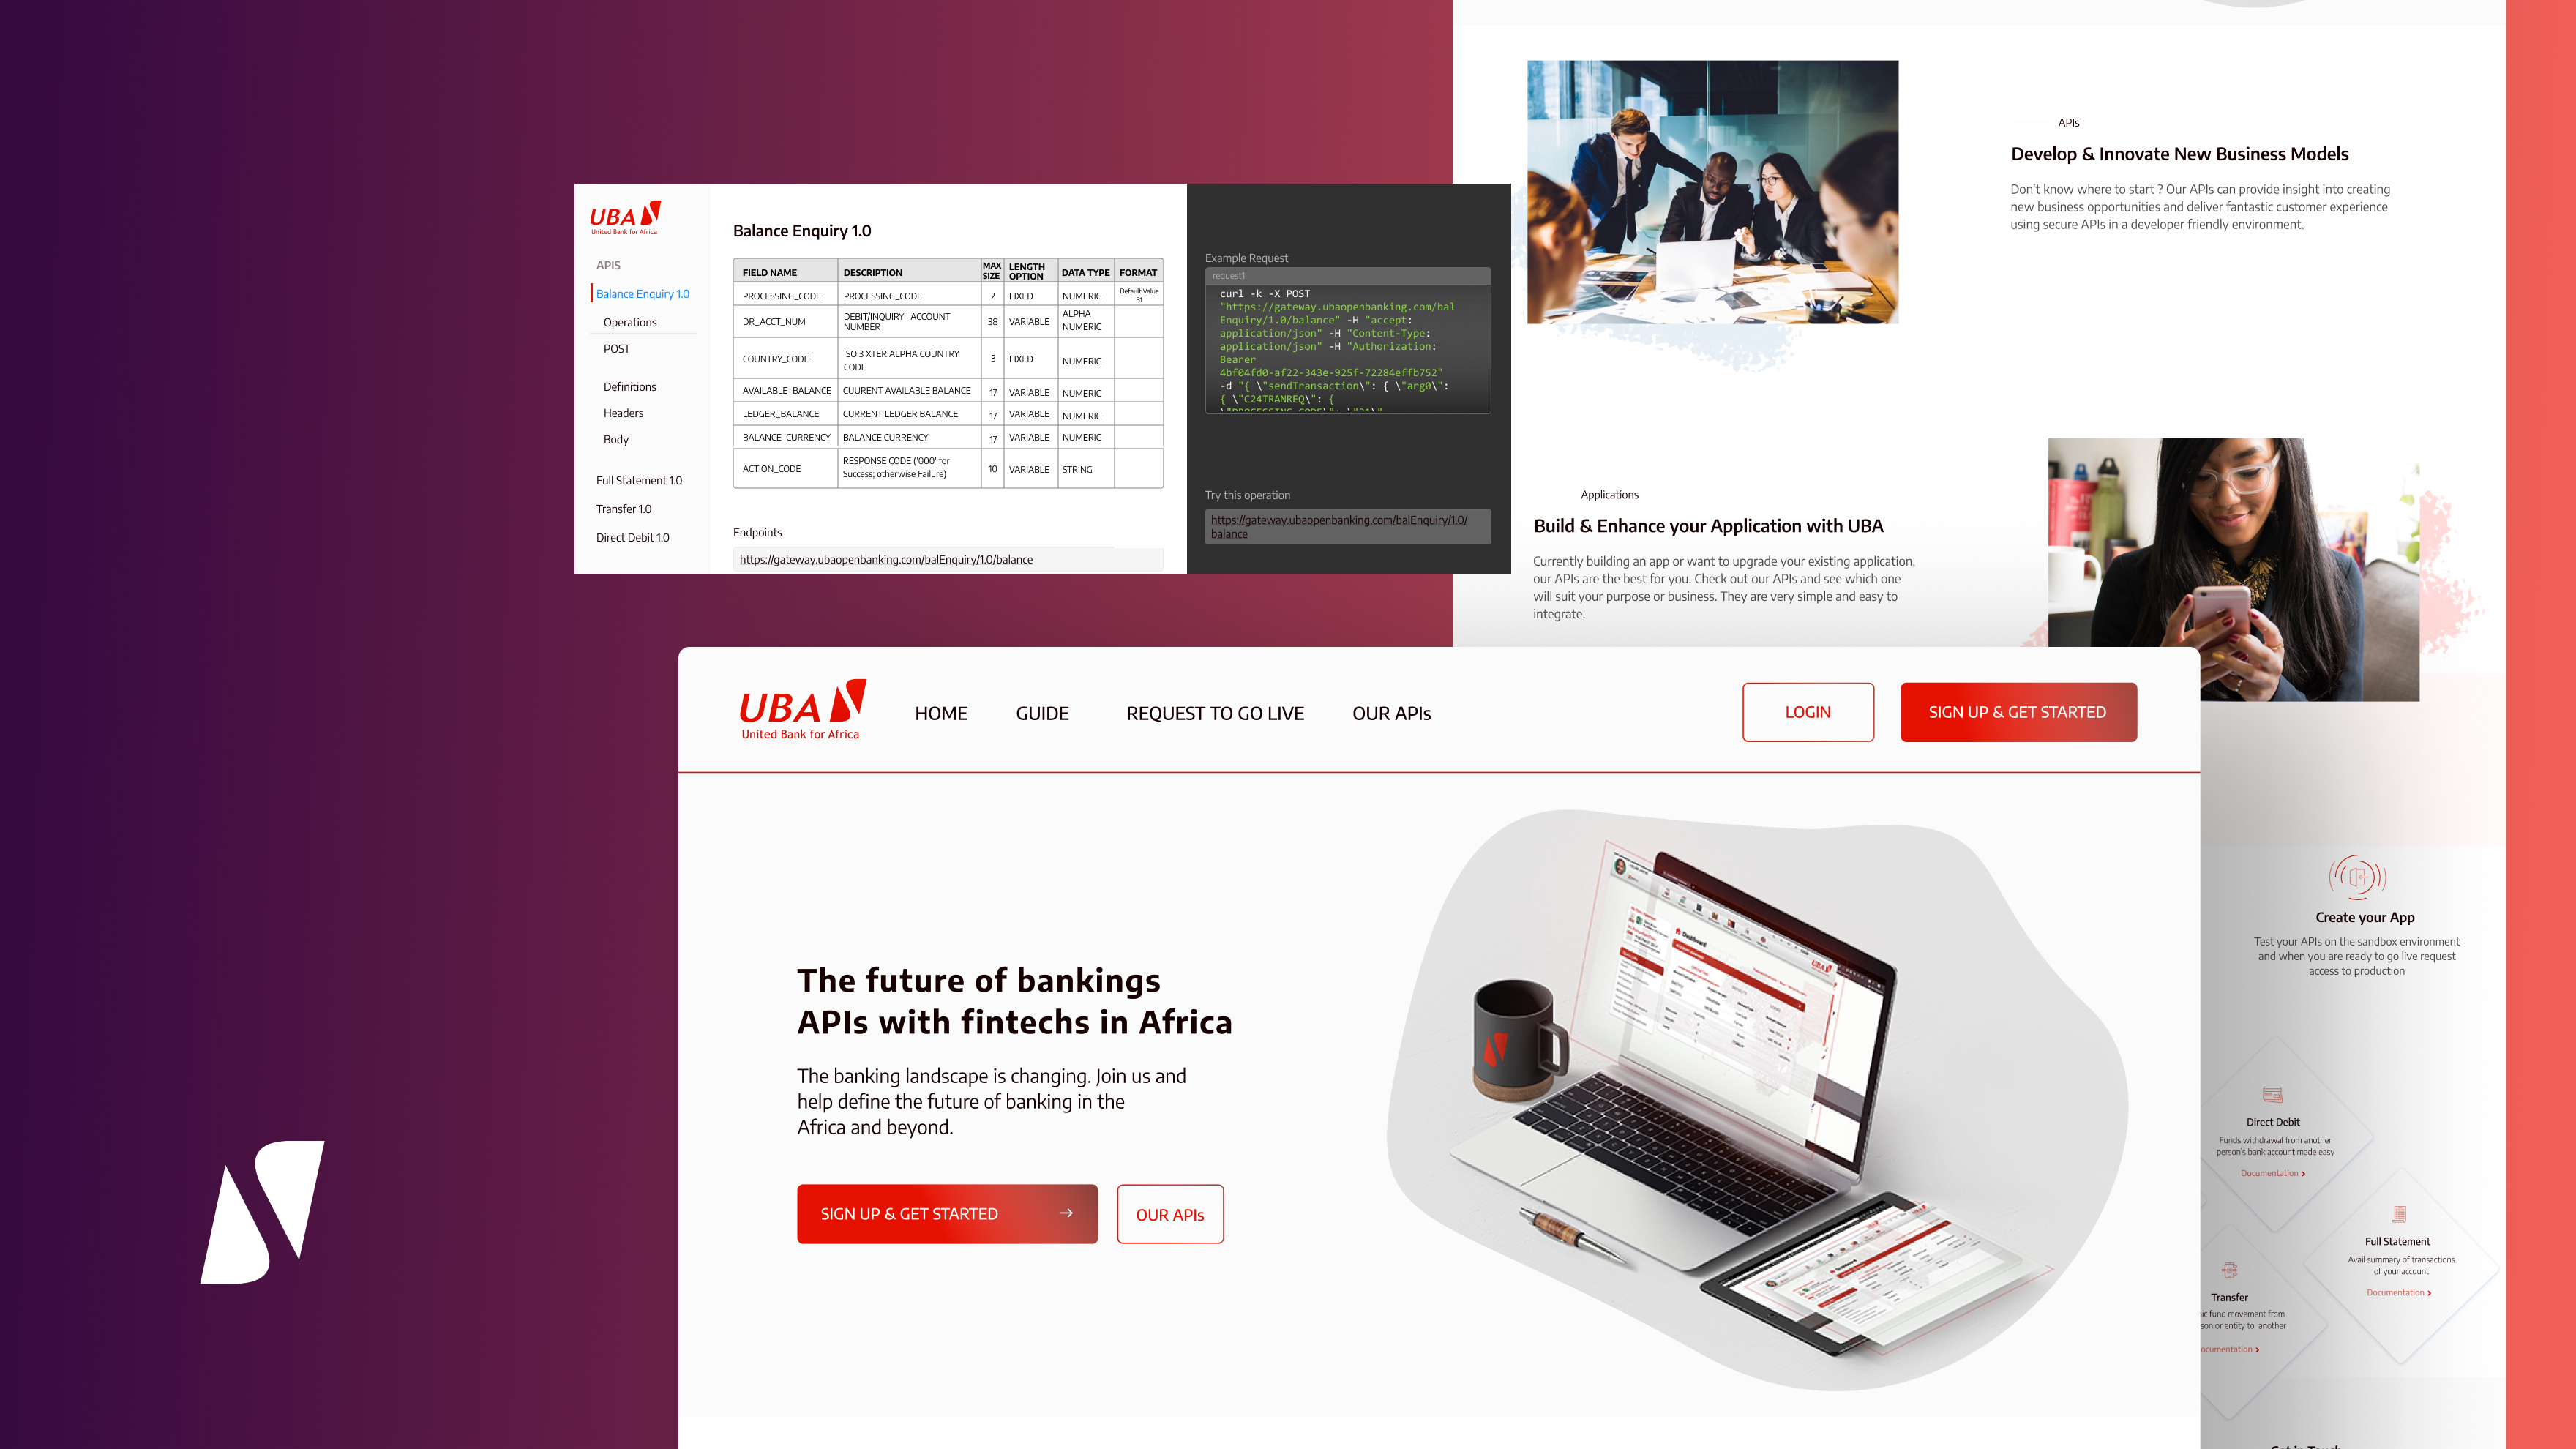 UBA
United Bank for Africa
APIS
Balance Enquiry 1.0
Operations
POST
Definitions
Headers
Body
Full Statement 1.0
Transfer 1.0
Direct Debit 1.0
Balance Enquiry 1.0
FIELD NAME DESCRIPTION MAX SIZE LENGTH OPTION DATA TYPE FORMAT
PROCESSING_CODE PROCESSING_CODE 2 FIXED NUMERIC Default Value 31
DR_ACCT_NUM DEBIT/INQUIRY ACCOUNT NUMBER 38 VARIABLE ALPHA NUMERIC
COUNTRY_CODE ISO 3 XTER ALPHA COUNTRY CODE 3 FIXED NUMERIC
AVAILABLE_BALANCE CUURENT AVAILABLE BALANCE 17 VARIABLE NUMERIC
LEDGER_BALANCE CURRENT LEDGER BALANCE 17 VARIABLE NUMERIC
BALANCE_CURRENCY BALANCE CURRENCY 17 VARIABLE NUMERIC
ACTION_CODE RESPONSE CODE ('000' for Success; otherwise Failure) 10 VARIABLE STRING
Endpoints
https://gateway.ubaopenbanking.com/balEnquiry/1.0/balance
Example Request
request1
curl -k -X POST
"https://gateway.ubaopenbanking.com/bal
Enquiry/1.0/balance" -H "accept:
application/json" -H "Content-Type:
application/json" -H "Authorization:
Bearer
4bf04fd0-af22-343e-925f-72284effb752"
-d "{ \"sendTransaction\": { \"arg0\":
{ \"C24TRANREQ\": {
\"PROCESSING_CODE\": \"31\"
Try this operation
https://gateway.ubaopenbanking.com/balEnquiry/1.0/
balance
APIs
Develop & Innovate New Business Models
Don't know where to start ? Our APIs can provide insight into creating
new business opportunities and deliver fantastic customer experience
using secure APIs in a developer friendly environment.
Applications
Build & Enhance your Application with UBA
Currently building an app or want to upgrade your existing application,
our APIs are the best for you. Check out our APIs and see which one
will suit your purpose or business. They are very simple and easy to
integrate.
UBA
United Bank for Africa
HOME GUIDE REQUEST TO GO LIVE OUR APIs
LOGIN
SIGN UP & GET STARTED
The future of bankings
APIs with fintechs in Africa
The banking landscape is changing. Join us and
help define the future of banking in the
Africa and beyond.
SIGN UP & GET STARTED →
OUR APIs
Dashboard
UBA
Dashboard
Create your App
Test your APIs on the sandbox environment
and when you are ready to go live request
access to production
Direct Debit
Funds withdrawal from another
person's bank account made easy
Documentation >
Full Statement
Avail summary of transactions
of your account
Documentation >
Transfer
ic fund movement from
son or entity to another
ocumentation >